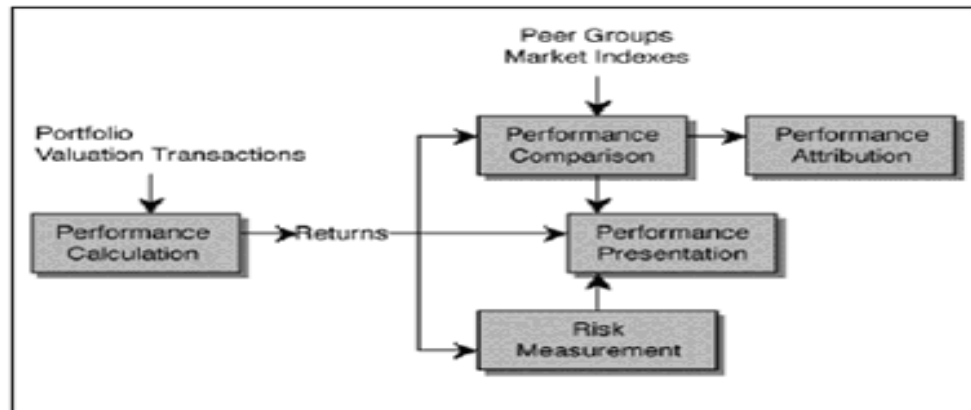 Peer Groups
Market Indexes
Portfolio
Valuation Transactions
Performance
Comparison
Performance
Attribution
Performance
Calculation
Returns
Performance
Presentation
Risk
Measurement